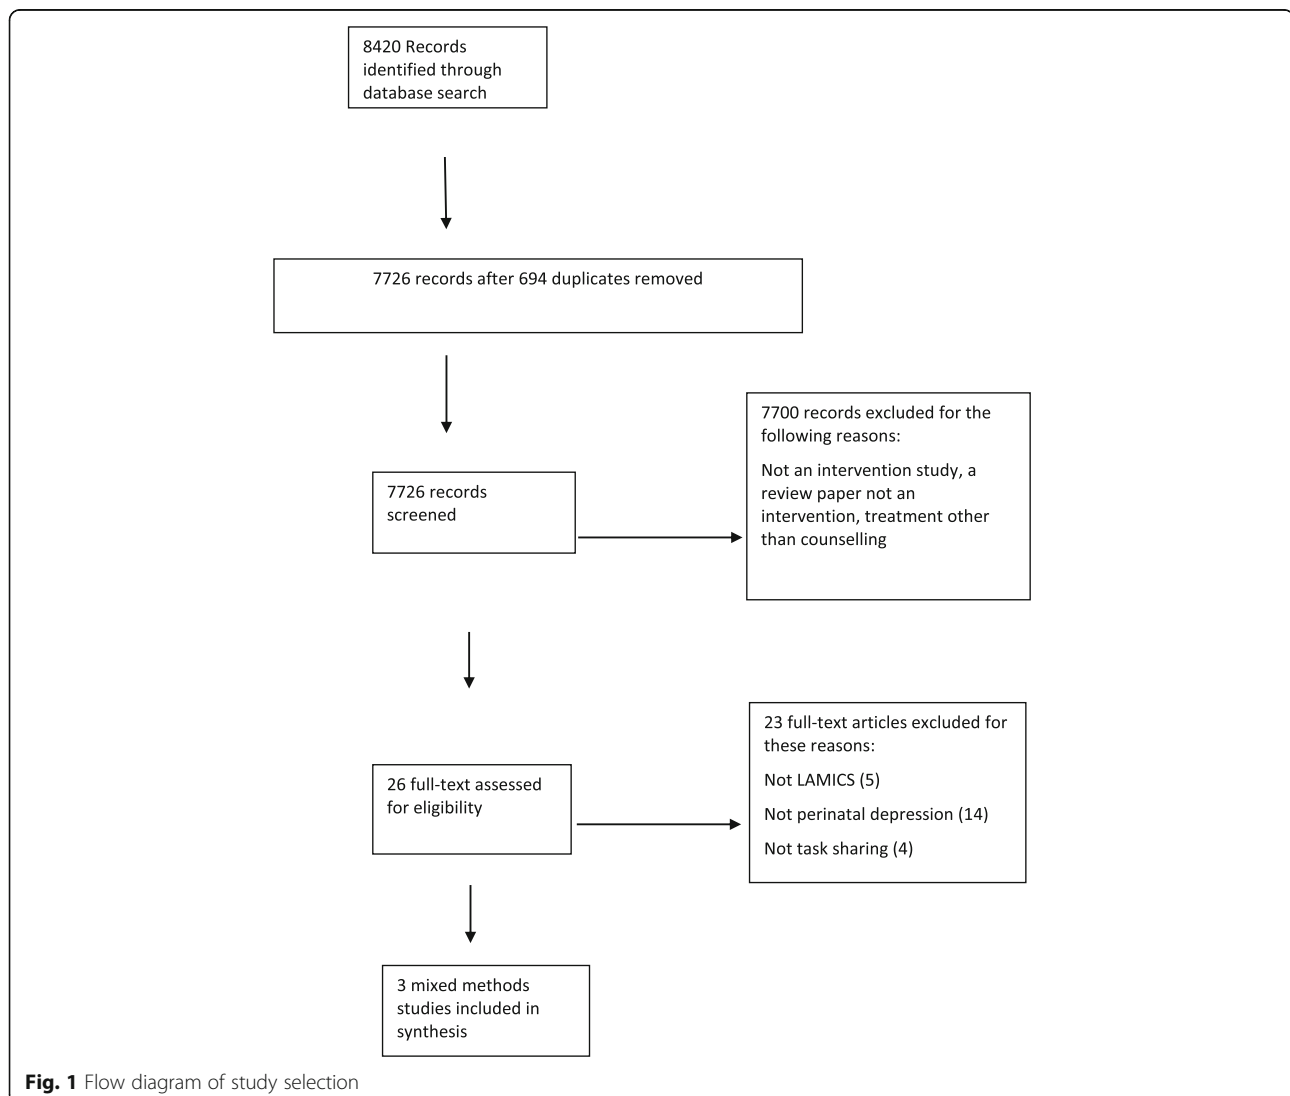 8420 Records
identified through
database search
7726 records after 694 duplicates removed
7726 records
screened
7700 records excluded for the
following reasons:
Not an intervention study, a
review paper not an
intervention, treatment other
than counselling
26 full-text assessed
for eligibility
23 full-text articles excluded for
these reasons:
Not LAMICS (5)
Not perinatal depression (14)
Not task sharing (4)
3 mixed methods
studies included in
synthesis
Fig. 1 Flow diagram of study selection